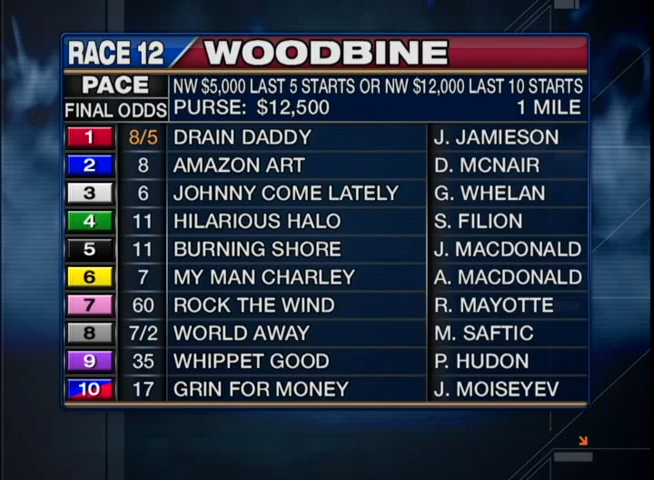 RACE 12 WOODBINE
PACE NW $5,000 LAST 5 STARTS OR NW $12,000 LAST 10 STARTS
FINAL ODDS PURSE: $12,500 1 MILE
1 8/5 DRAIN DADDY J. JAMIESON
2 8 AMAZON ART D. MCNAIR
3 6 JOHNNY COME LATELY G. WHELAN
4 11 HILARIOUS HALO S. FILION
5 11 BURNING SHORE J. MACDONALD
6 7 MY MAN CHARLEY A. MACDONALD
7 60 ROCK THE WIND R. MAYOTTE
8 7/2 WORLD AWAY M. SAFTIC
9 35 WHIPPET GOOD P. HUDON
10 17 GRIN FOR MONEY J. MOISEYEV